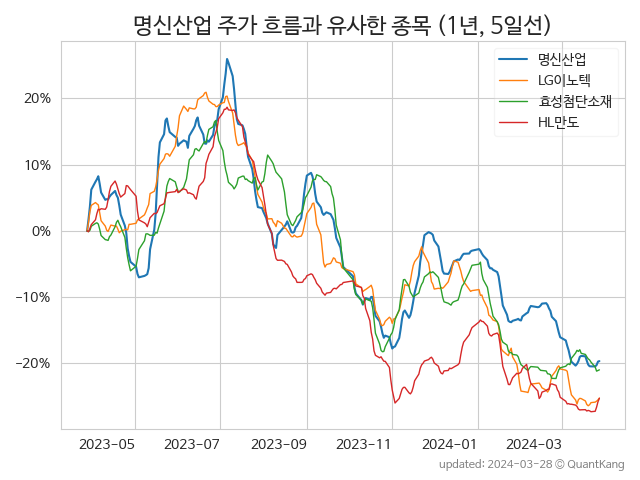 명신산업 주가 흐름과 유사한 종목 (1년, 5일선)
명신산업
LG이노텍
효성첨단소재
HL만도
20%
10%
0%
−10%
−20%
2023-05
2023-07
2023-09
2023-11
2024-01
2024-03
updated: 2024-03-28 © QuantKang